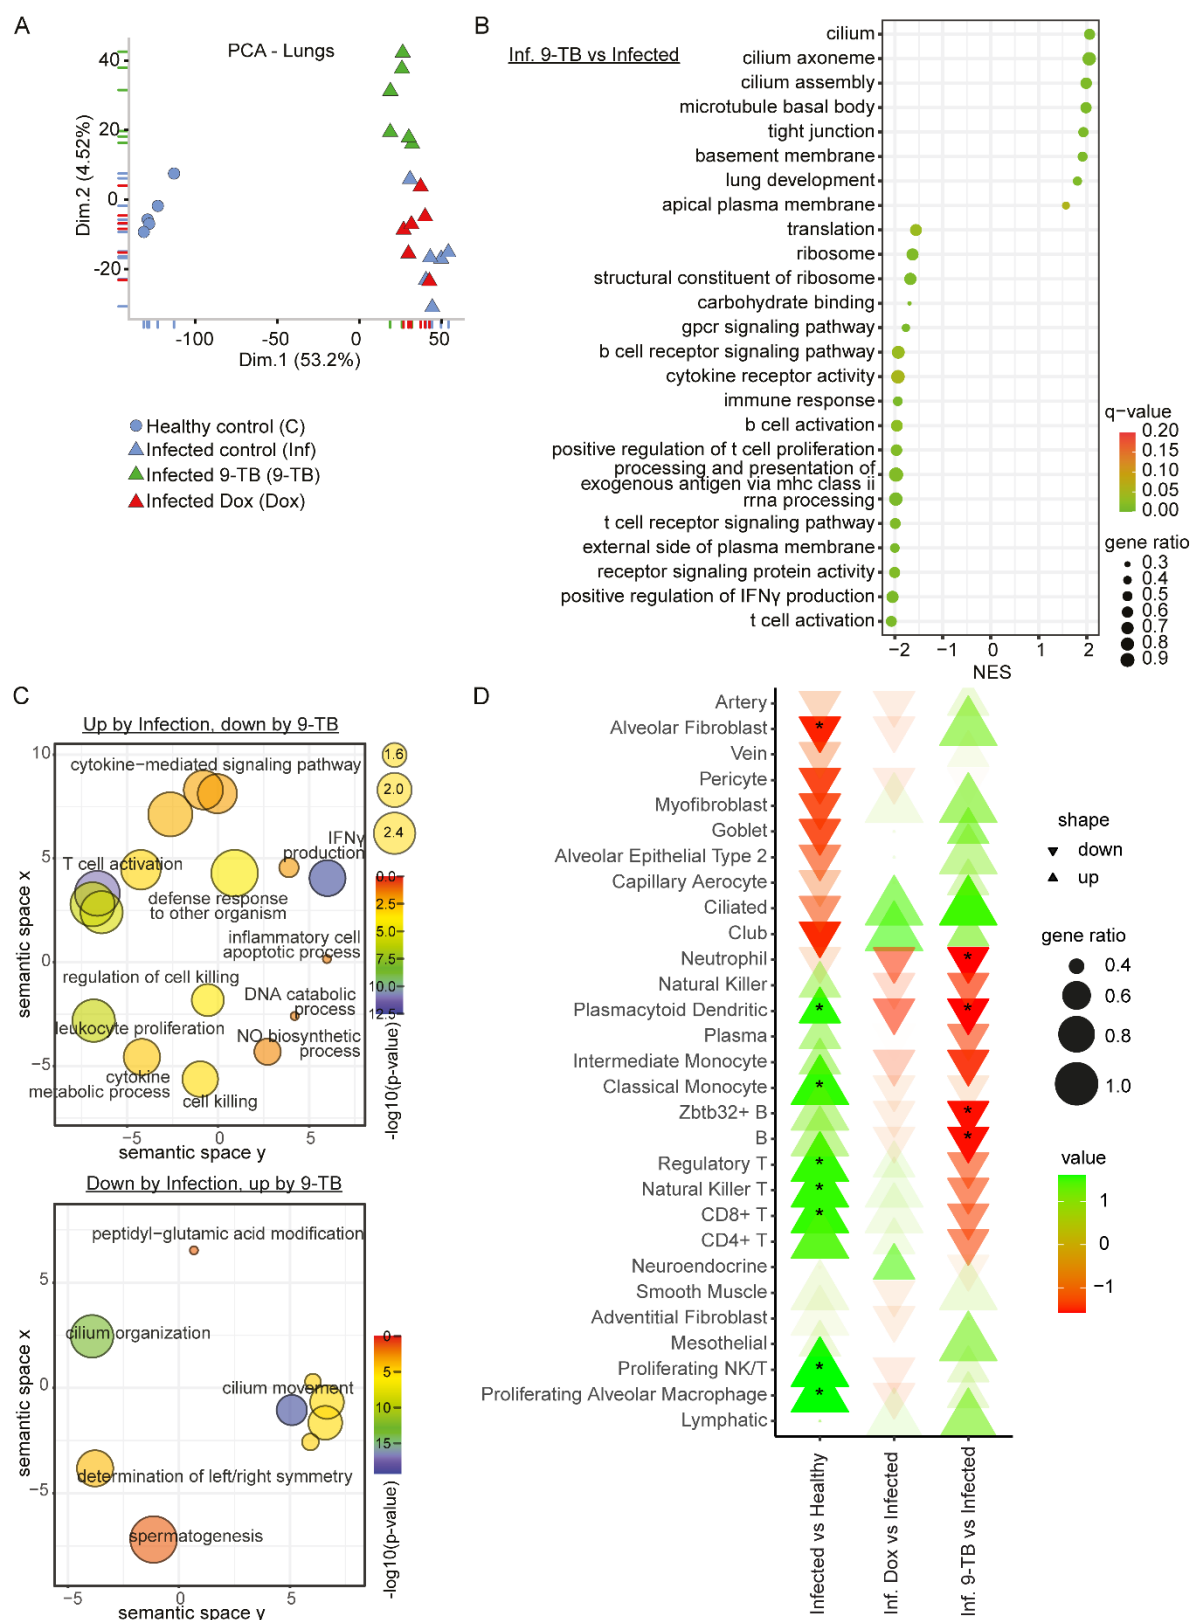 A
PCA - Lungs
40
20
0
-20
Dim.2 (4.52%)
-100
-50
0
50
Dim.1 (53.2%)
Healthy control (C)
Infected control (Inf)
Infected 9-TB (9-TB)
Infected Dox (Dox)
B
Inf. 9-TB vs Infected
cilium
cilium axoneme
cilium assembly
microtubule basal body
tight junction
basement membrane
lung development
apical plasma membrane
translation
ribosome
structural constituent of ribosome
carbohydrate binding
gpcr signaling pathway
b cell receptor signaling pathway
cytokine receptor activity
immune response
b cell activation
positive regulation of t cell proliferation
processing and presentation of
exogenous antigen via mhc class ii
rrna processing
t cell receptor signaling pathway
external side of plasma membrane
receptor signaling protein activity
positive regulation of IFNγ production
t cell activation
−2
−1
0
1
2
NES
q−value
0.20
0.15
0.10
0.05
0.00
gene ratio
0.3
0.4
0.5
0.6
0.7
0.8
0.9
C
Up by Infection, down by 9-TB
10
5
0
−5
semantic space x
cytokine−mediated signaling pathway
IFNγ
production
T cell activation
defense response
to other organism
inflammatory cell
apoptotic process
regulation of cell killing
DNA catabolic
process
leukocyte proliferation
NO biosynthetic
process
cytokine
metabolic process
cell killing
−5
0
5
semantic space y
1.6
2.0
2.4
0.0
2.5
5.0
7.5
10.0
12.5
-log10(p-value)
Down by Infection, up by 9-TB
peptidyl−glutamic acid modification
5
0
−5
semantic space x
cilium organization
cilium movement
determination of left/right symmetry
spermatogenesis
−5
0
5
semantic space y
0
5
10
15
-log10(p-value)
D
Artery
Alveolar Fibroblast
Vein
Pericyte
Myofibroblast
Goblet
Alveolar Epithelial Type 2
Capillary Aerocyte
Ciliated
Club
Neutrophil
Natural Killer
Plasmacytoid Dendritic
Plasma
Intermediate Monocyte
Classical Monocyte
Zbtb32+ B
B
Regulatory T
Natural Killer T
CD8+ T
CD4+ T
Neuroendocrine
Smooth Muscle
Adventitial Fibroblast
Mesothelial
Proliferating NK/T
Proliferating Alveolar Macrophage
Lymphatic
* * * * * * * *
* * * *
Infected vs Healthy
Inf. Dox vs Infected
Inf. 9-TB vs Infected
shape
down
up
gene ratio
0.4
0.6
0.8
1.0
value
1
0
−1